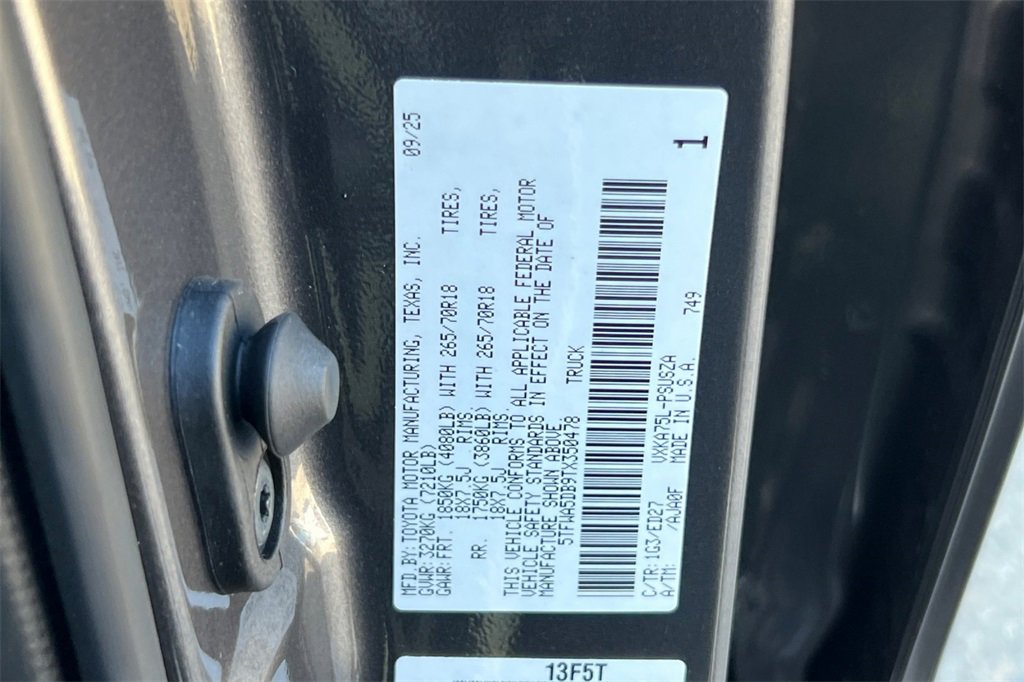 MFD BY:TOYOTA MOTOR MANUFACTURING, TEXAS, INC. 09/25
GVWR:3270KG (7210LB)
GAWR:FRT. 1850KG (4080LB) WITH 265/70R18 TIRES,
18X7.5J RIMS.
RR. 1750KG (3860LB) WITH 265/70R18 TIRES,
18X7.5J RIMS.
THIS VEHICLE CONFORMS TO ALL APPLICABLE FEDERAL MOTOR
VEHICLE SAFETY STANDARDS IN EFFECT ON THE DATE OF
MANUFACTURE SHOWN ABOVE
5TFWA5DB9TX350478 TRUCK
1
C/TR:1G3/ED27 VXKA75L-PSUSZA 749
A/TM: /AWA0F MADE IN U.S.A.
13F5T